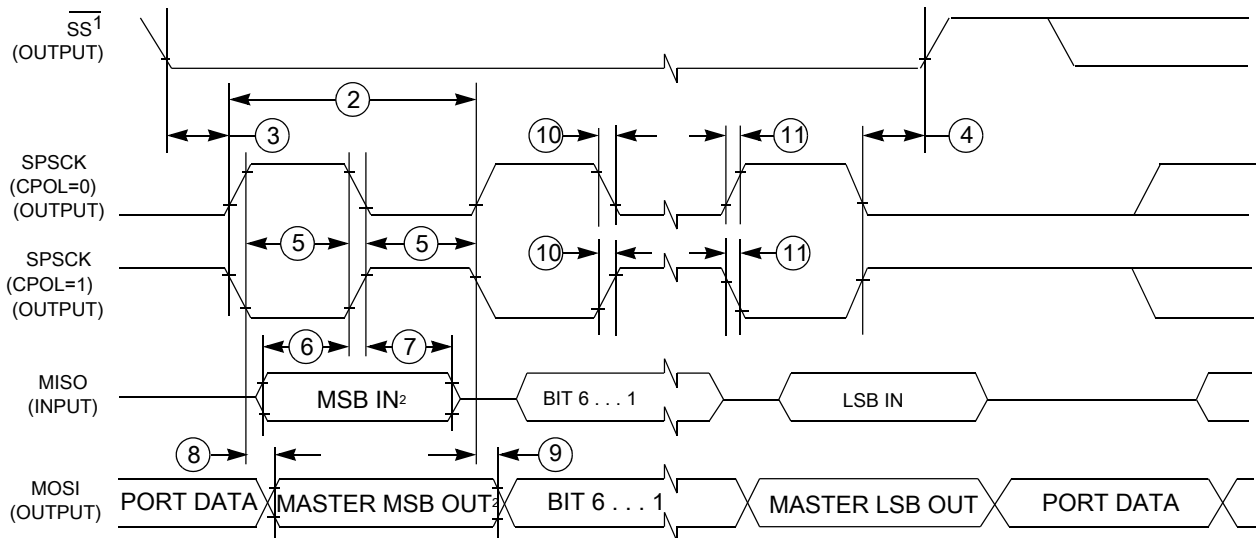 SS1
(OUTPUT)
2
3
10
11
4
SPSCK
(CPOL=0)
(OUTPUT)
5
5
SPSCK
(CPOL=1)
(OUTPUT)
10
11
6
7
MISO
(INPUT)
MSB IN2
BIT 6 . . . 1
LSB IN
8
9
MOSI
(OUTPUT)
PORT DATA
MASTER MSB OUT2
BIT 6 . . . 1
MASTER LSB OUT
PORT DATA